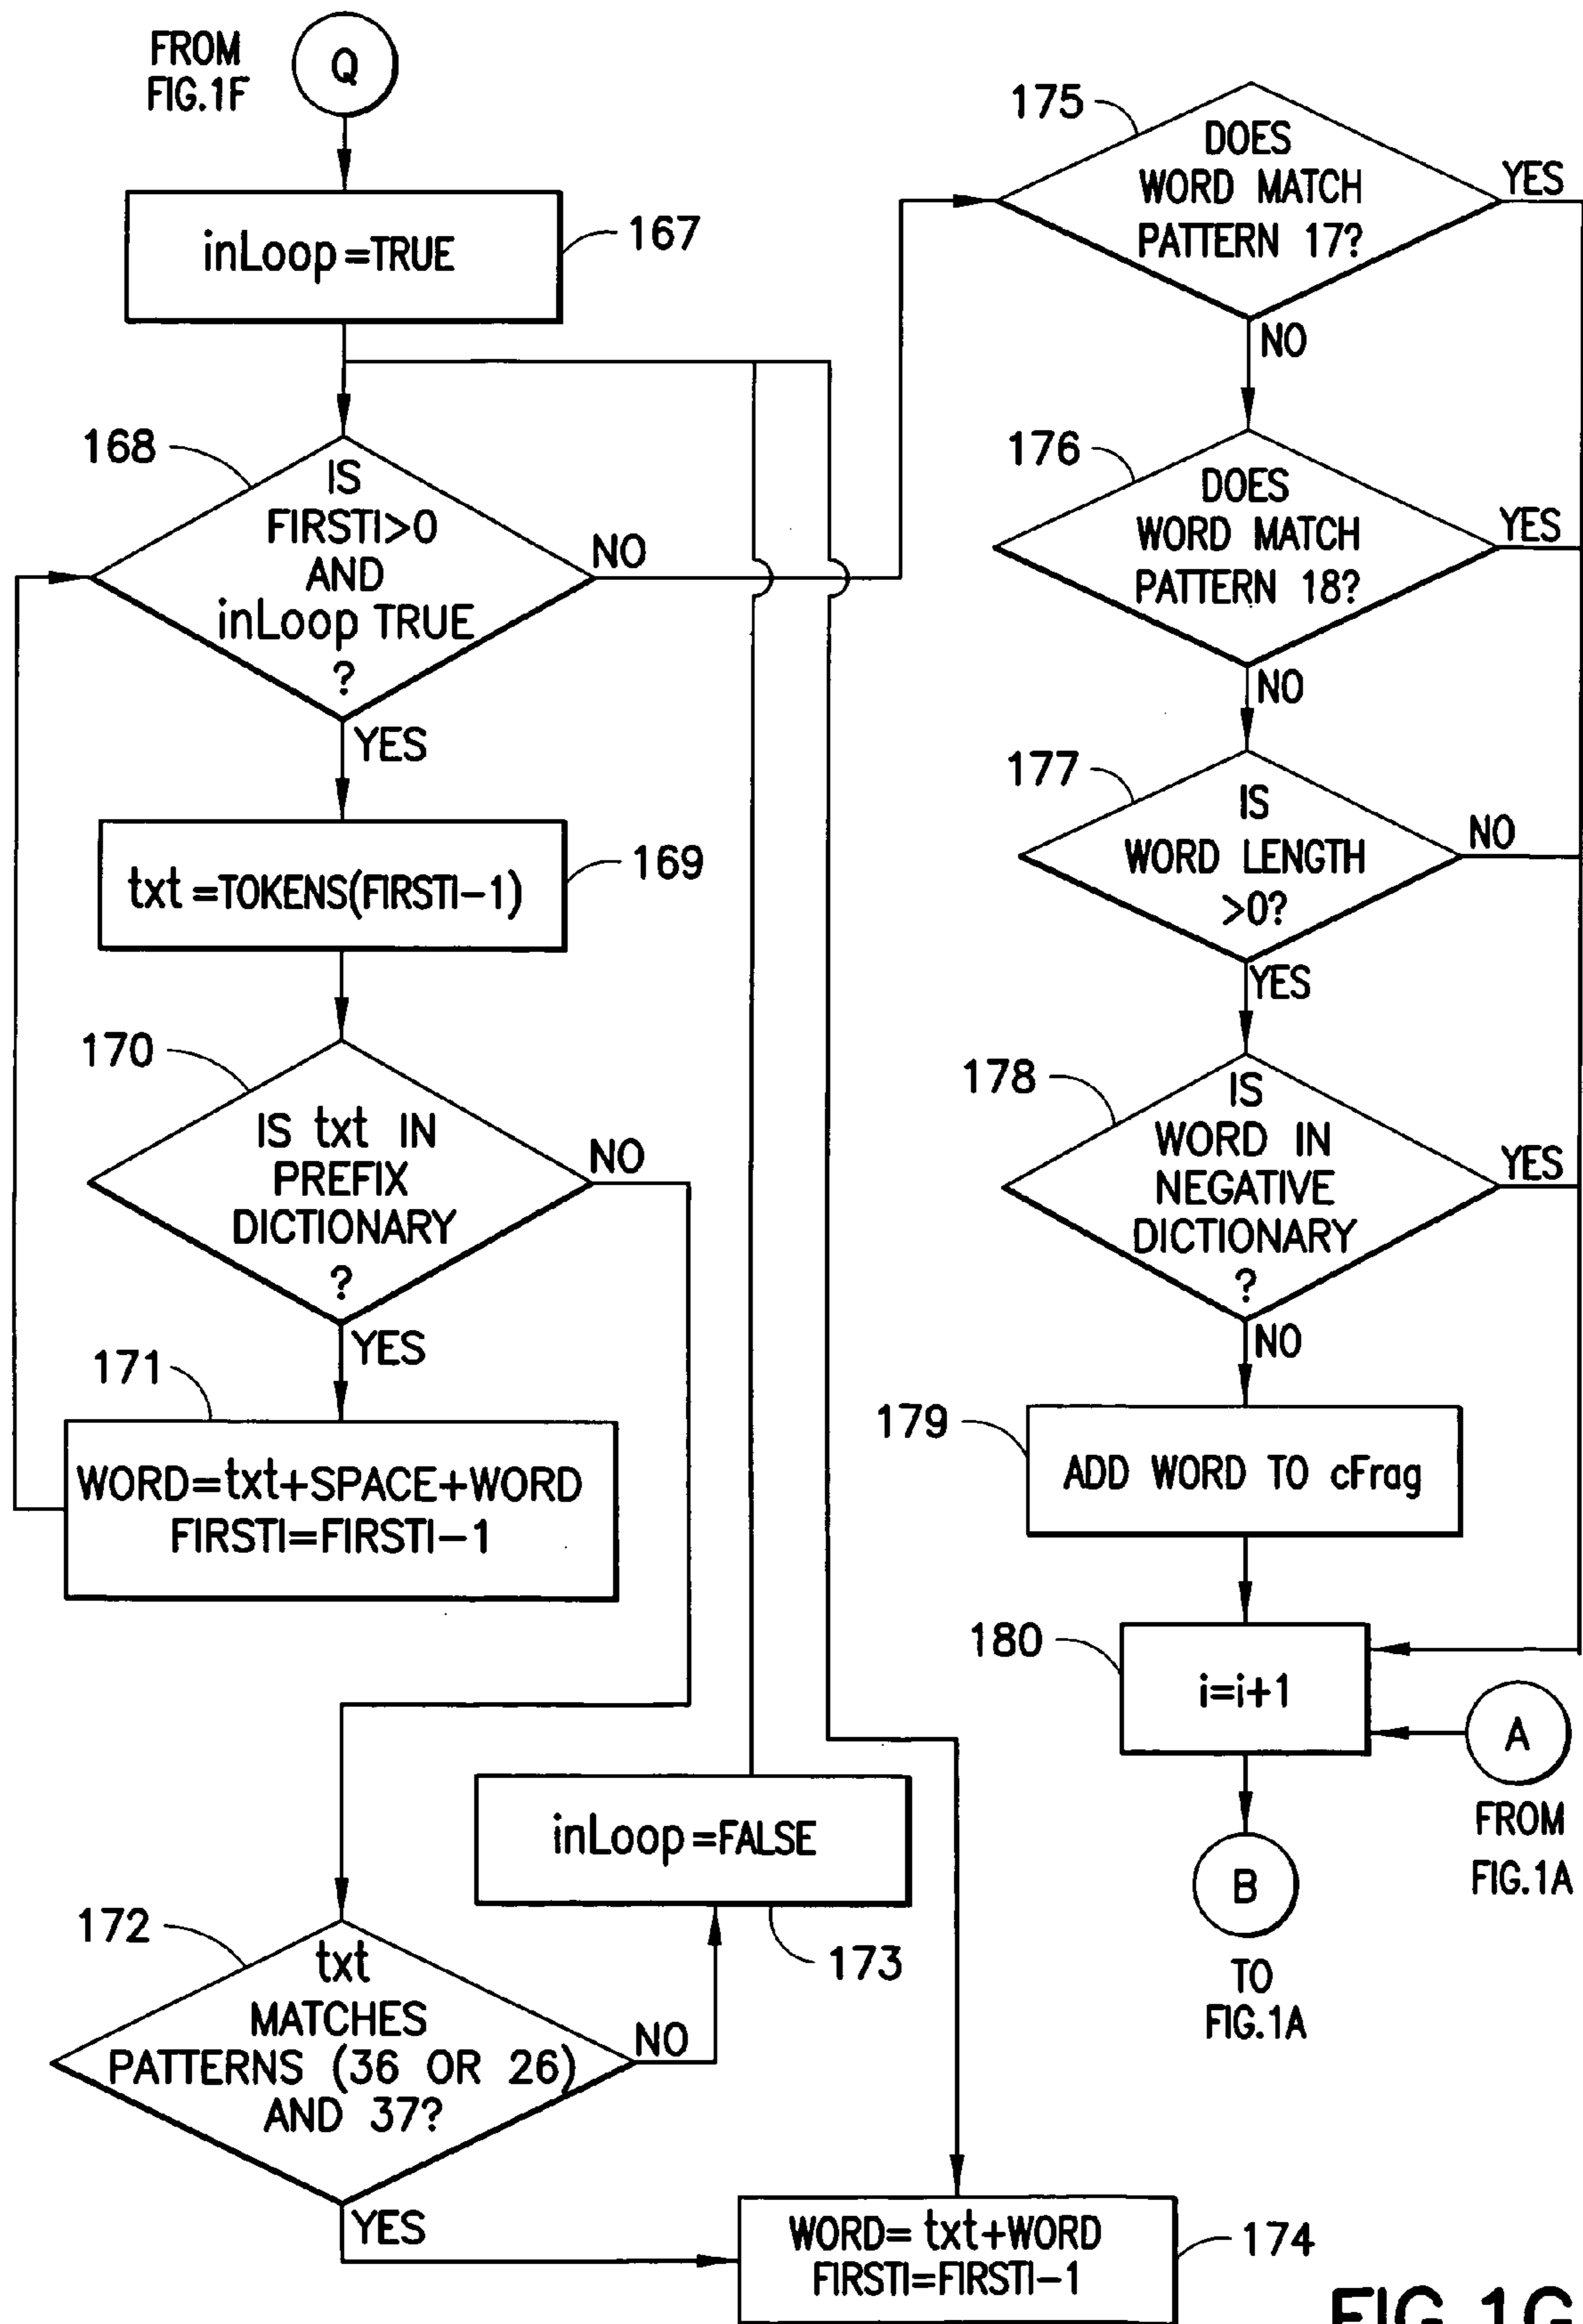 FROM
FIG.1F
Q
inLoop=TRUE
167
168
IS
FIRSTI>0
AND
inLoop TRUE
?
NO
YES
txt=TOKENS(FIRSTI-1)
169
170
IS txt IN
PREFIX
DICTIONARY
?
NO
YES
171
WORD=txt+SPACE+WORD
FIRSTI=FIRSTI-1
inLoop=FALSE
173
172
txt
MATCHES
PATTERNS (36 OR 26)
AND 37?
NO
YES
WORD= txt+WORD
FIRSTI=FIRSTI-1
174
175
DOES
WORD MATCH
PATTERN 17?
YES
NO
176
DOES
WORD MATCH
PATTERN 18?
YES
NO
177
IS
WORD LENGTH
>0?
NO
YES
178
IS
WORD IN
NEGATIVE
DICTIONARY
?
YES
NO
179
ADD WORD TO cFrag
180
i=i+1
A
FROM
FIG.1A
B
TO
FIG.1A
FIG.1G